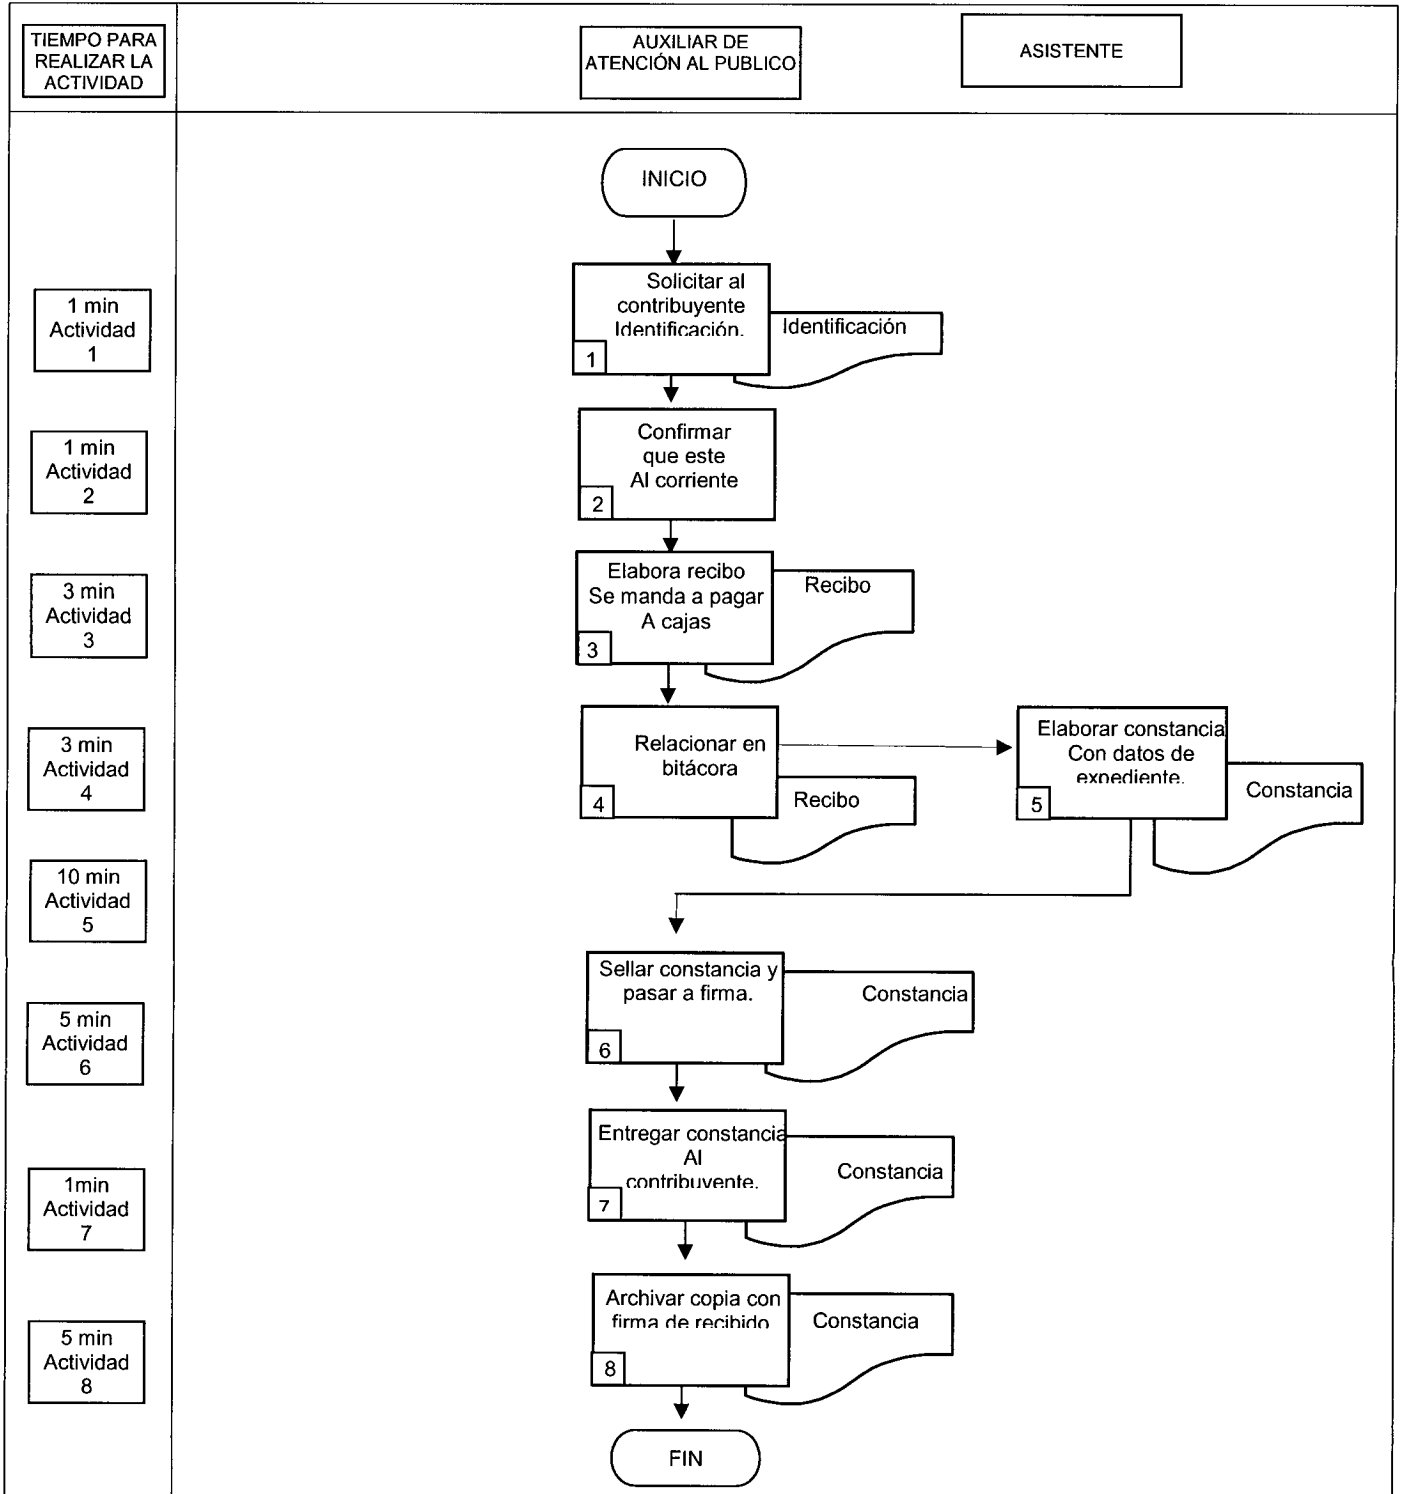 TIEMPO PARA
REALIZAR LA
ACTIVIDAD
AUXILIAR DE
ATENCIÓN AL PUBLICO
ASISTENTE
INICIO
1 min
Actividad
1
Solicitar al
contribuyente
Identificación.
1
Identificación
1 min
Actividad
2
Confirmar
que este
Al corriente
2
3 min
Actividad
3
Elabora recibo
Se manda a pagar
A cajas
3
Recibo
3 min
Actividad
4
Relacionar en
bitácora
4
Recibo
Elaborar constancia
Con datos de
expediente.
5
Constancia
10 min
Actividad
5
5 min
Actividad
6
Sellar constancia y
pasar a firma.
6
Constancia
1min
Actividad
7
Entregar constancia
Al
contribuyente.
7
Constancia
5 min
Actividad
8
Archivar copia con
firma de recibido
8
Constancia
FIN